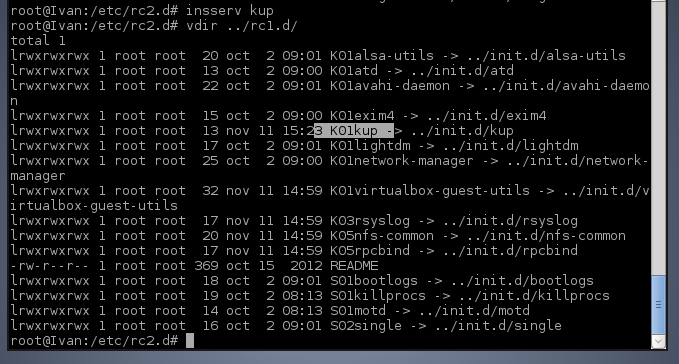 root@Ivan:/etc/rc2.d# insserv kup
root@Ivan:/etc/rc2.d# vdir ../rc1.d/
total 1
lrwxrwxrwx 1 root root  20 oct  2 09:01 K01alsa-utils -> ../init.d/alsa-utils
lrwxrwxrwx 1 root root  13 oct  2 09:00 K01atd -> ../init.d/atd
lrwxrwxrwx 1 root root  22 oct  2 09:01 K01avahi-daemon -> ../init.d/avahi-daemo
n
lrwxrwxrwx 1 root root  15 oct  2 09:00 K01exim4 -> ../init.d/exim4
lrwxrwxrwx 1 root root  13 nov 11 15:23 K01kup -> ../init.d/kup
lrwxrwxrwx 1 root root  17 oct  2 09:01 K01lightdm -> ../init.d/lightdm
lrwxrwxrwx 1 root root  25 oct  2 09:00 K01network-manager -> ../init.d/network-
manager
lrwxrwxrwx 1 root root  32 nov 11 14:59 K01virtualbox-guest-utils -> ../init.d/v
irtualbox-guest-utils
lrwxrwxrwx 1 root root  17 nov 11 14:59 K03rsyslog -> ../init.d/rsyslog
lrwxrwxrwx 1 root root  20 nov 11 14:59 K05nfs-common -> ../init.d/nfs-common
lrwxrwxrwx 1 root root  17 nov 11 14:59 K05rpcbind -> ../init.d/rpcbind
-rw-r--r-- 1 root root 369 oct 15  2012 README
lrwxrwxrwx 1 root root  18 oct  2 09:01 S01bootlogs -> ../init.d/bootlogs
lrwxrwxrwx 1 root root  19 oct  2 08:13 S01killprocs -> ../init.d/killprocs
lrwxrwxrwx 1 root root  14 oct  2 08:13 S01motd -> ../init.d/motd
lrwxrwxrwx 1 root root  16 oct  2 09:01 S02single -> ../init.d/single
root@Ivan:/etc/rc2.d#